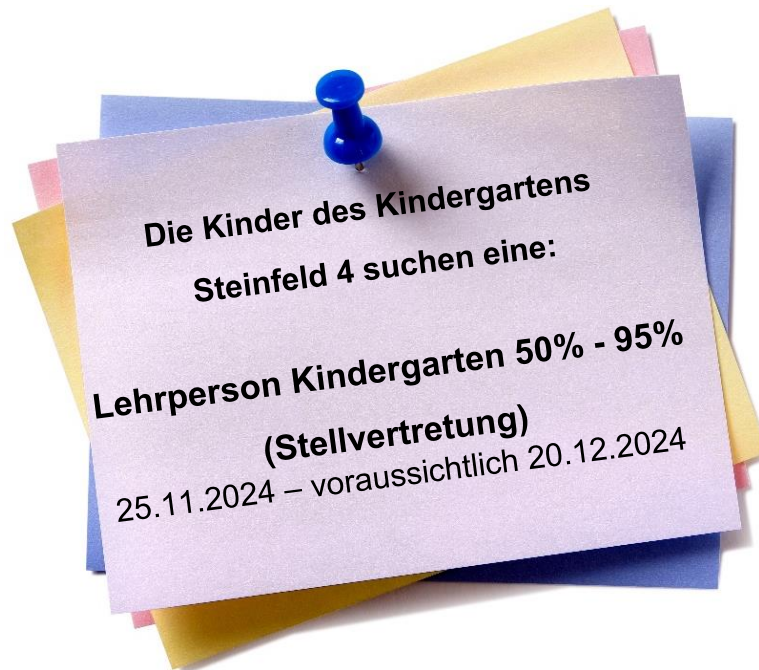 Die Kinder des Kindergartens
Steinfeld 4 suchen eine:
Lehrperson Kindergarten 50% - 95%
(Stellvertretung)
25.11.2024 – voraussichtlich 20.12.2024